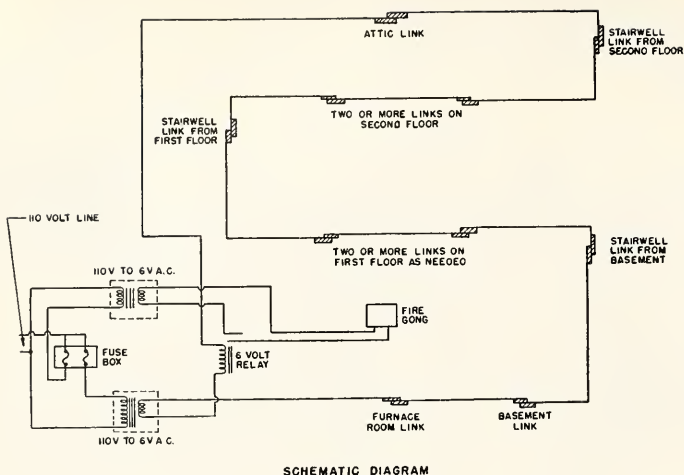 ATTIC LINK
STAIRWELL
LINK FROM
SECOND FLOOR
STAIRWELL
LINK FROM
FIRST FLOOR
TWO OR MORE LINKS ON
SECOND FLOOR
110 VOLT LINE
TWO OR MORE LINKS ON
FIRST FLOOR AS NEEDED
STAIRWELL
LINK FROM
BASEMENT
110V TO 6V A.C.
FIRE
GONG
FUSE
BOX
6 VOLT
RELAY
FURNACE
ROOM LINK
BASEMENT
LINK
110V TO 6V A.C.
SCHEMATIC DIAGRAM